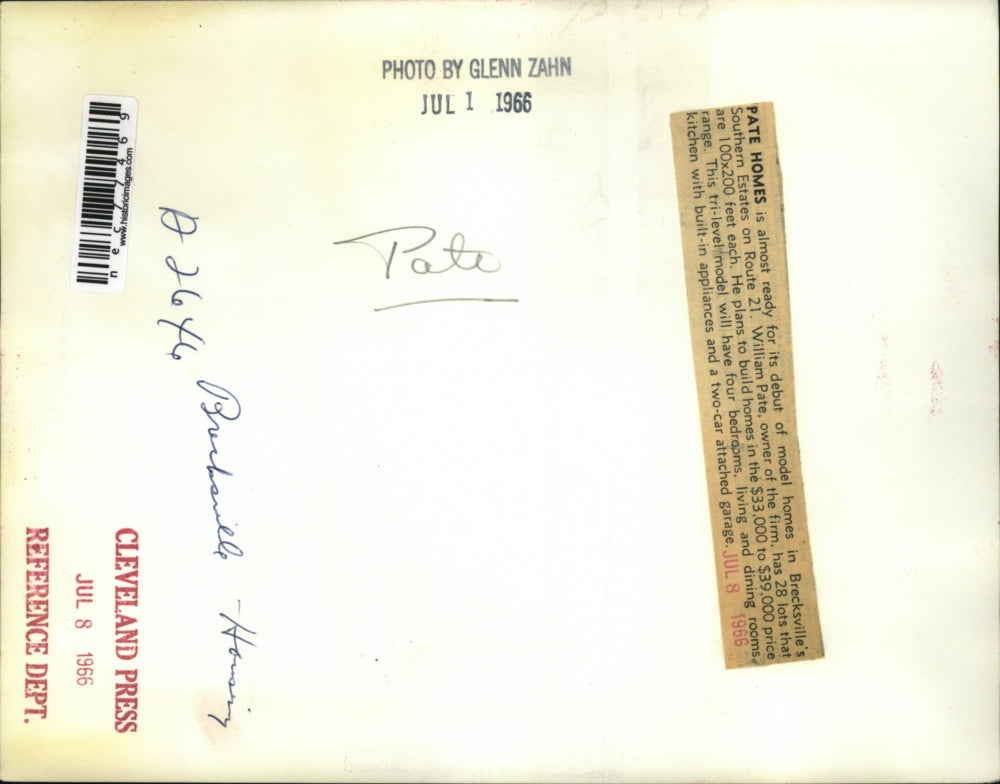 PHOTO BY GLENN ZAHN
JUL 1 1966
Pate
PATE HOMES is almost ready for its debut of model homes in Brecksville's
Southern Estates on Route 21. William Pate, owner of the firm, has 28 lots that
are 100x200 feet each. He plans to build homes in the $33,000 to $39,000 price
range. This tri-level model will have four bedrooms, living and dining rooms,
kitchen with built-in appliances and a two-car attached garage.
JUL 8 1966
A 2646 Brecksville - Housing
CLEVELAND PRESS
JUL 8 1966
REFERENCE DEPT.
www.historicimages.com